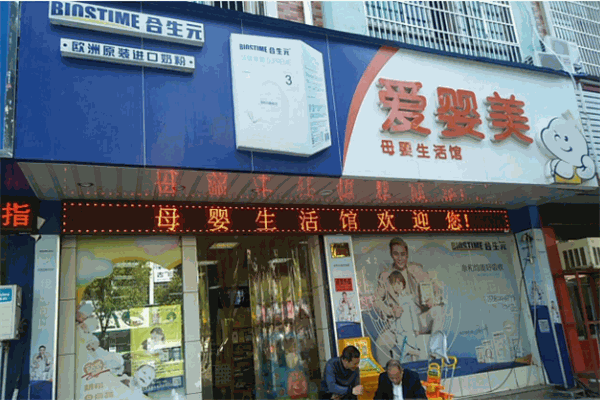 BIOSTIME 合生元
欧洲原装进口奶粉
BIOSTIME 合生元
3
爱婴美
母婴生活馆
指
母婴生活馆欢迎您!
BIOSTIME 合生元